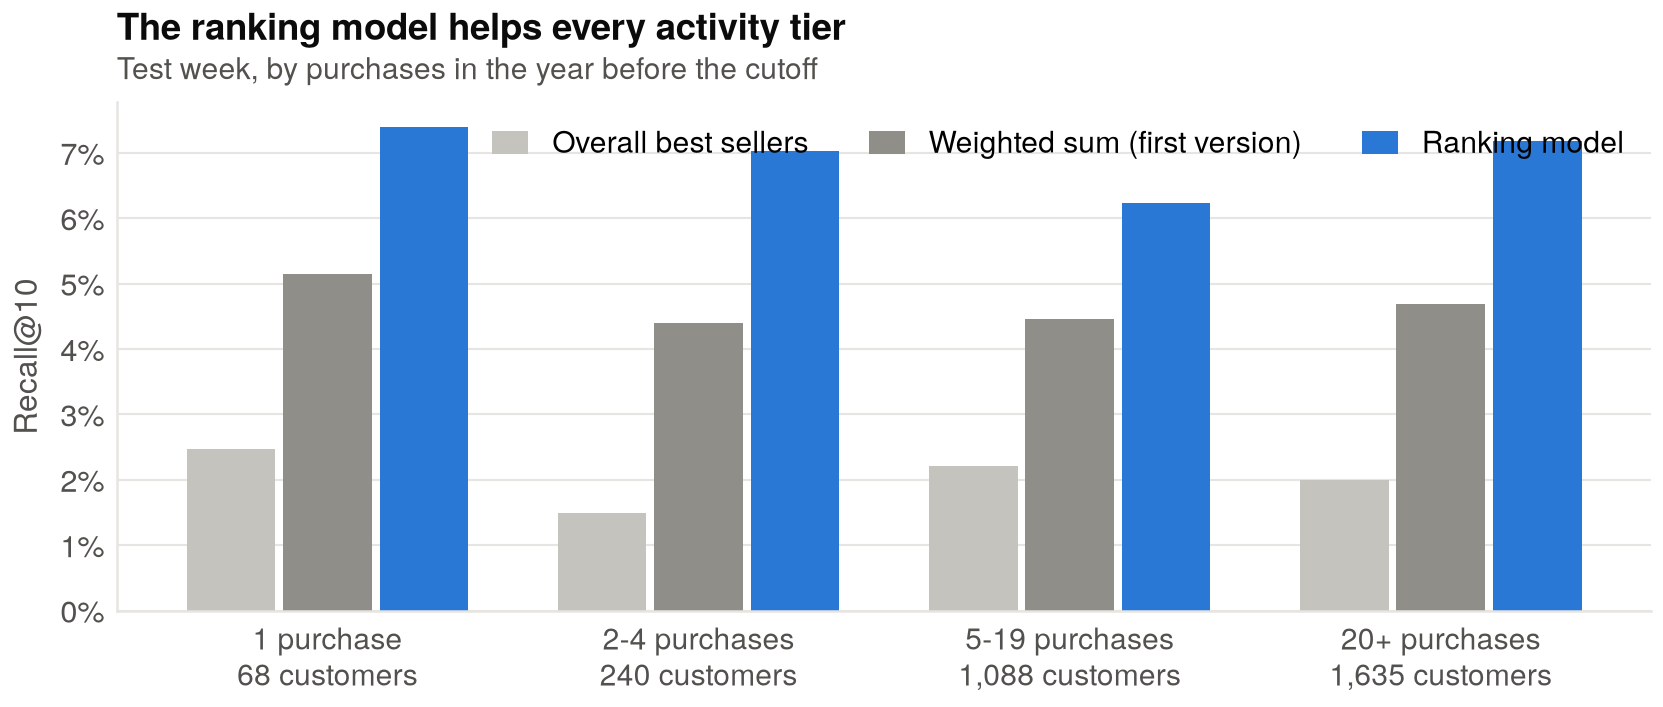 The ranking model helps every activity tier
Test week, by purchases in the year before the cutoff
Overall best sellers
Weighted sum (first version)
Ranking model
Recall@10
7%
6%
5%
4%
3%
2%
1%
0%
1 purchase
68 customers
2-4 purchases
240 customers
5-19 purchases
1,088 customers
20+ purchases
1,635 customers